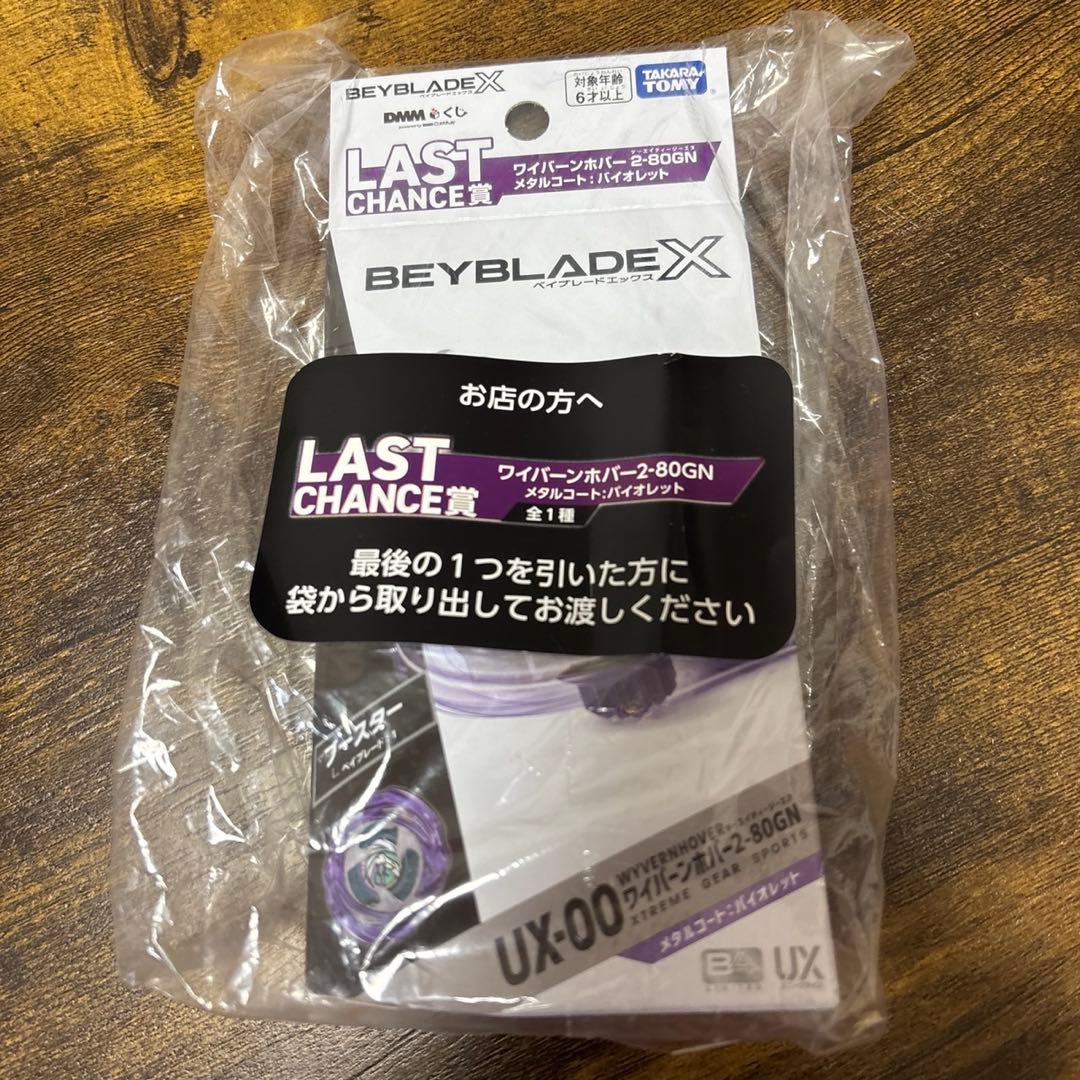 BEYBLADE X
ベイブレードエックス
対象年齢
6才以上
TAKARA
TOMY
DMMくじ
LAST
CHANCE賞
ツーエイティージーエヌ
ワイバーンホバー 2-80GN
メタルコート:バイオレット
BEYBLADE X
ベイブレードエックス
お店の方へ
LAST
CHANCE賞
ワイバーンホバー2-80GN
メタルコート:バイオレット
全1種
最後の1つを引いた方に
袋から取り出してお渡しください
ブースター
WYVERNHOVER
UX-00
ワイバーンホバー2-80GN
XTREME GEAR SPORTS
メタルコート:バイオレット
UX